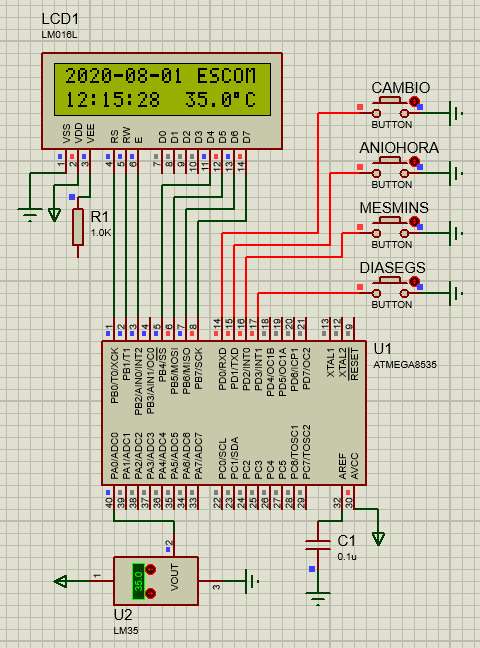 LCD1
LM016L
2020-08-01 ESCOM
12:15:28 35.0°C
VSS VDD VEE RS RW E D0 D1 D2 D3 D4 D5 D6 D7
1 2 3 4 5 6 7 8 9 10 11 12 13 14
CAMBIO
BUTTON
ANIOHORA
BUTTON
MESMINS
BUTTON
DIASEGS
BUTTON
R1
1.0K
1 2 3 4 5 6 7 8 14 15 16 17 18 19 20 21 13 12 9
U1
ATMEGA8535
PB0/T0/XCK PB1/T1 PB2/AIN0/INT2 PB3/AIN1/OC0 PB4/SS PB5/MOSI PB6/MISO PB7/SCK PD0/RXD PD1/TXD PD2/INT0 PD3/INT1 PD4/OC1B PD5/OC1A PD6/ICP1 PD7/OC2 XTAL1 XTAL2 RESET
PA0/ADC0 PA1/ADC1 PA2/ADC2 PA3/ADC3 PA4/ADC4 PA5/ADC5 PA6/ADC6 PA7/ADC7 PC0/SCL PC1/SDA PC2 PC3 PC4 PC5 PC6/TOSC1 PC7/TOSC2 AREF AVCC
40 39 38 37 36 35 34 33 22 23 24 25 26 27 28 29 32 30
C1
0.1u
2
1
35.0
VOUT
3
U2
LM35